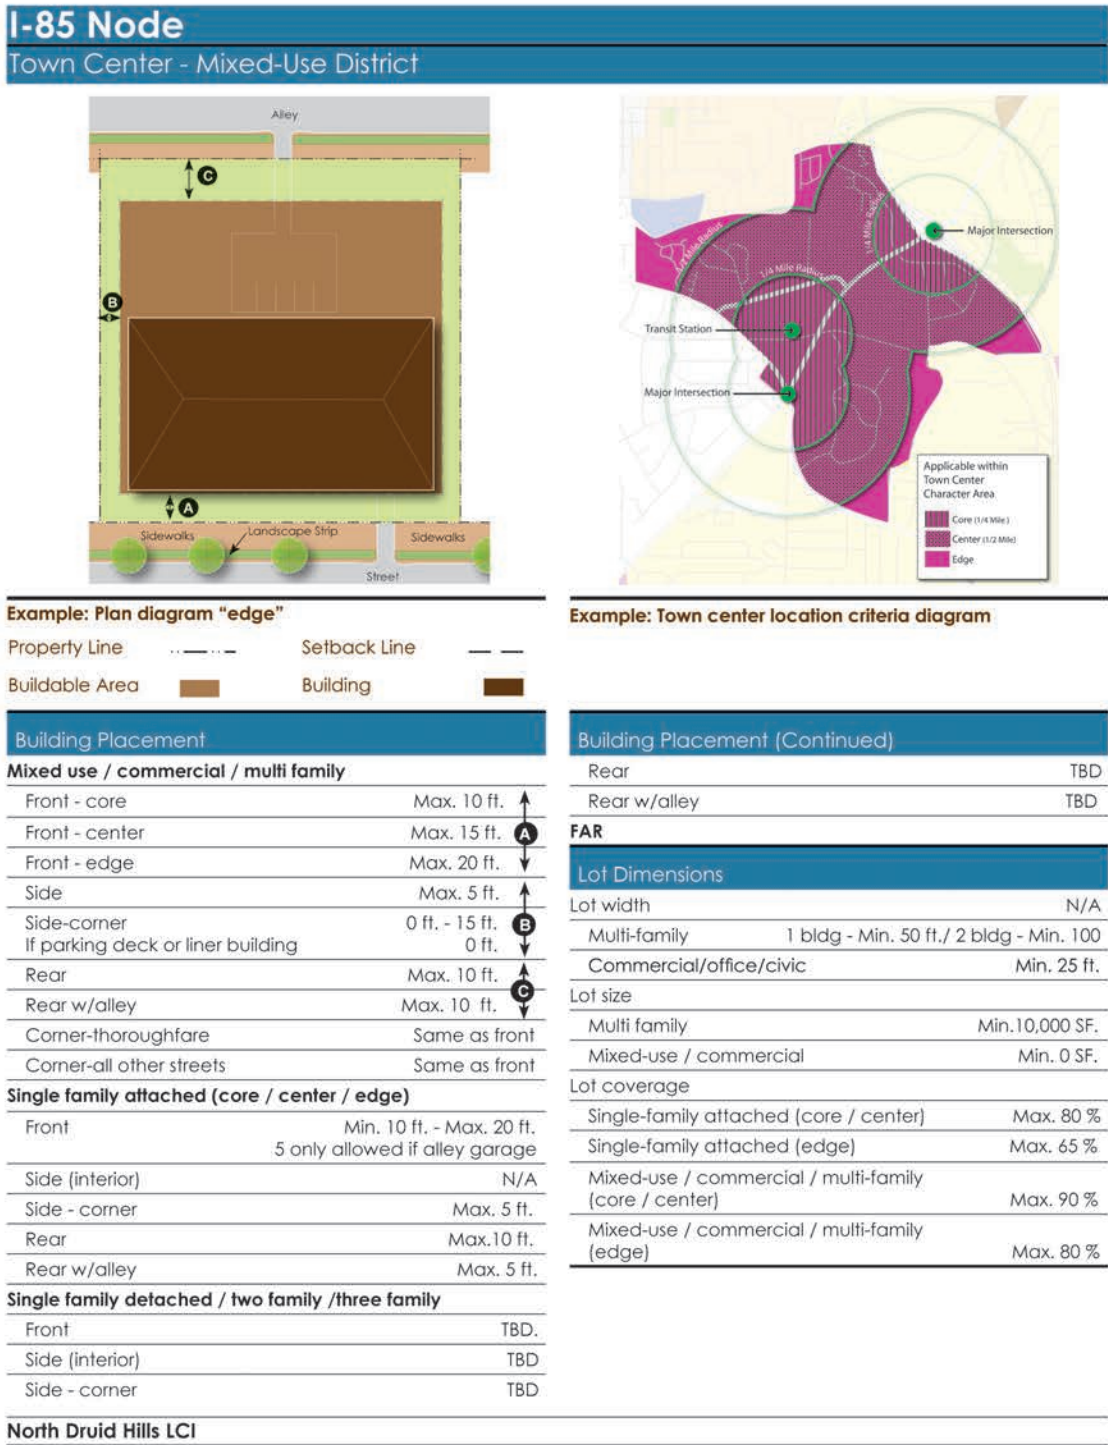 I-85 Node
Town Center - Mixed-Use District
Alley
C
B
A
Sidewalks
Landscape Strip
Sidewalks
Street
1/4 Mile Radius
Major Intersection
1/2 Mile Radius
1/4 Mile Radius
Transit Station
Major Intersection
Applicable within
Town Center
Character Area
Core (1/4 Mile )
Center (1/2 Mile)
Edge
Example: Plan diagram “edge”
Property Line
Setback Line
Buildable Area
Building
Example: Town center location criteria diagram
Building Placement
Mixed use / commercial / multi family
Front - core Max. 10 ft.
Front - center Max. 15 ft. A
Front - edge Max. 20 ft.
Side Max. 5 ft.
Side-corner 0 ft. - 15 ft. B
If parking deck or liner building 0 ft.
Rear Max. 10 ft.
C
Rear w/alley Max. 10 ft.
Corner-thoroughfare Same as front
Corner-all other streets Same as front
Single family attached (core / center / edge)
Front Min. 10 ft. - Max. 20 ft.
5 only allowed if alley garage
Side (interior) N/A
Side - corner Max. 5 ft.
Rear Max.10 ft.
Rear w/alley Max. 5 ft.
Single family detached / two family /three family
Front TBD.
Side (interior) TBD
Side - corner TBD
Building Placement (Continued)
Rear TBD
Rear w/alley TBD
FAR
Lot Dimensions
Lot width N/A
Multi-family 1 bldg - Min. 50 ft./ 2 bldg - Min. 100
Commercial/office/civic Min. 25 ft.
Lot size
Multi family Min.10,000 SF.
Mixed-use / commercial Min. 0 SF.
Lot coverage
Single-family attached (core / center) Max. 80 %
Single-family attached (edge) Max. 65 %
Mixed-use / commercial / multi-family
(core / center) Max. 90 %
Mixed-use / commercial / multi-family
(edge) Max. 80 %
North Druid Hills LCI